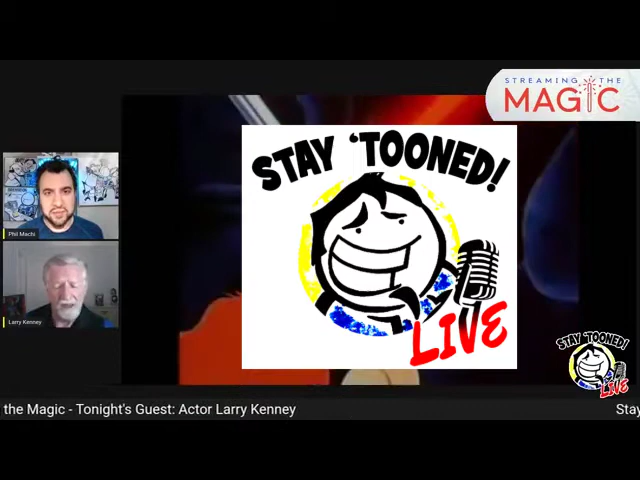 STREAMING THE
MAGIC
STAY 'TOONED!
LIVE
Phil Machi
Larry Kenney
STAY 'TOONED!
LIVE
the Magic - Tonight's Guest: Actor Larry Kenney
Stay